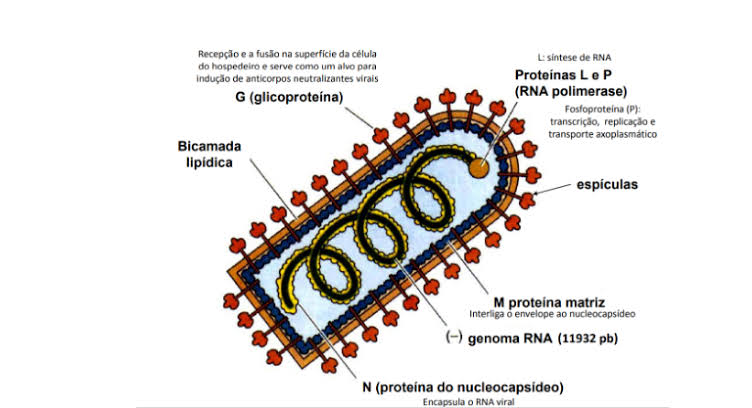 Recepção e a fusão na superfície da célula
do hospedeiro e serve como um alvo para
indução de anticorpos neutralizantes virais
G (glicoproteína)
L: síntese de RNA
Proteínas L e P
(RNA polimerase)
Fosfoproteína (P):
transcrição, replicação e
transporte axoplasmático
Bicamada
lipídica
espículas
M proteína matriz
Interliga o envelope ao nucleocapsídeo
(−) genoma RNA (11932 pb)
N (proteína do nucleocapsídeo)
Encapsula o RNA viral